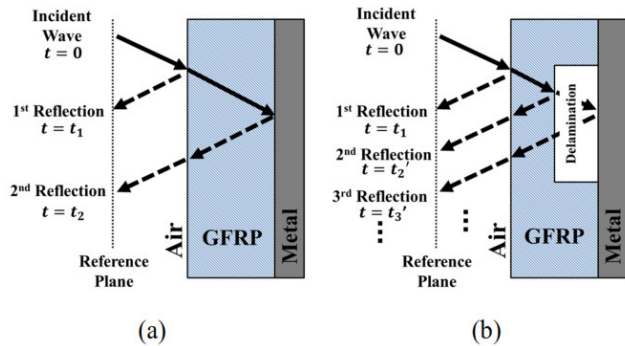 Incident
Wave
t = 0
1st Reflection
t = t₁
2nd Reflection
t = t₂
Reference
Plane
Air
GFRP
Metal
(a)
Incident
Wave
t = 0
1st Reflection
t = t₁
2nd Reflection
t = t₂′
3rd Reflection
t = t₃′
Reference
Plane
Air
GFRP
Delamination
Metal
(b)